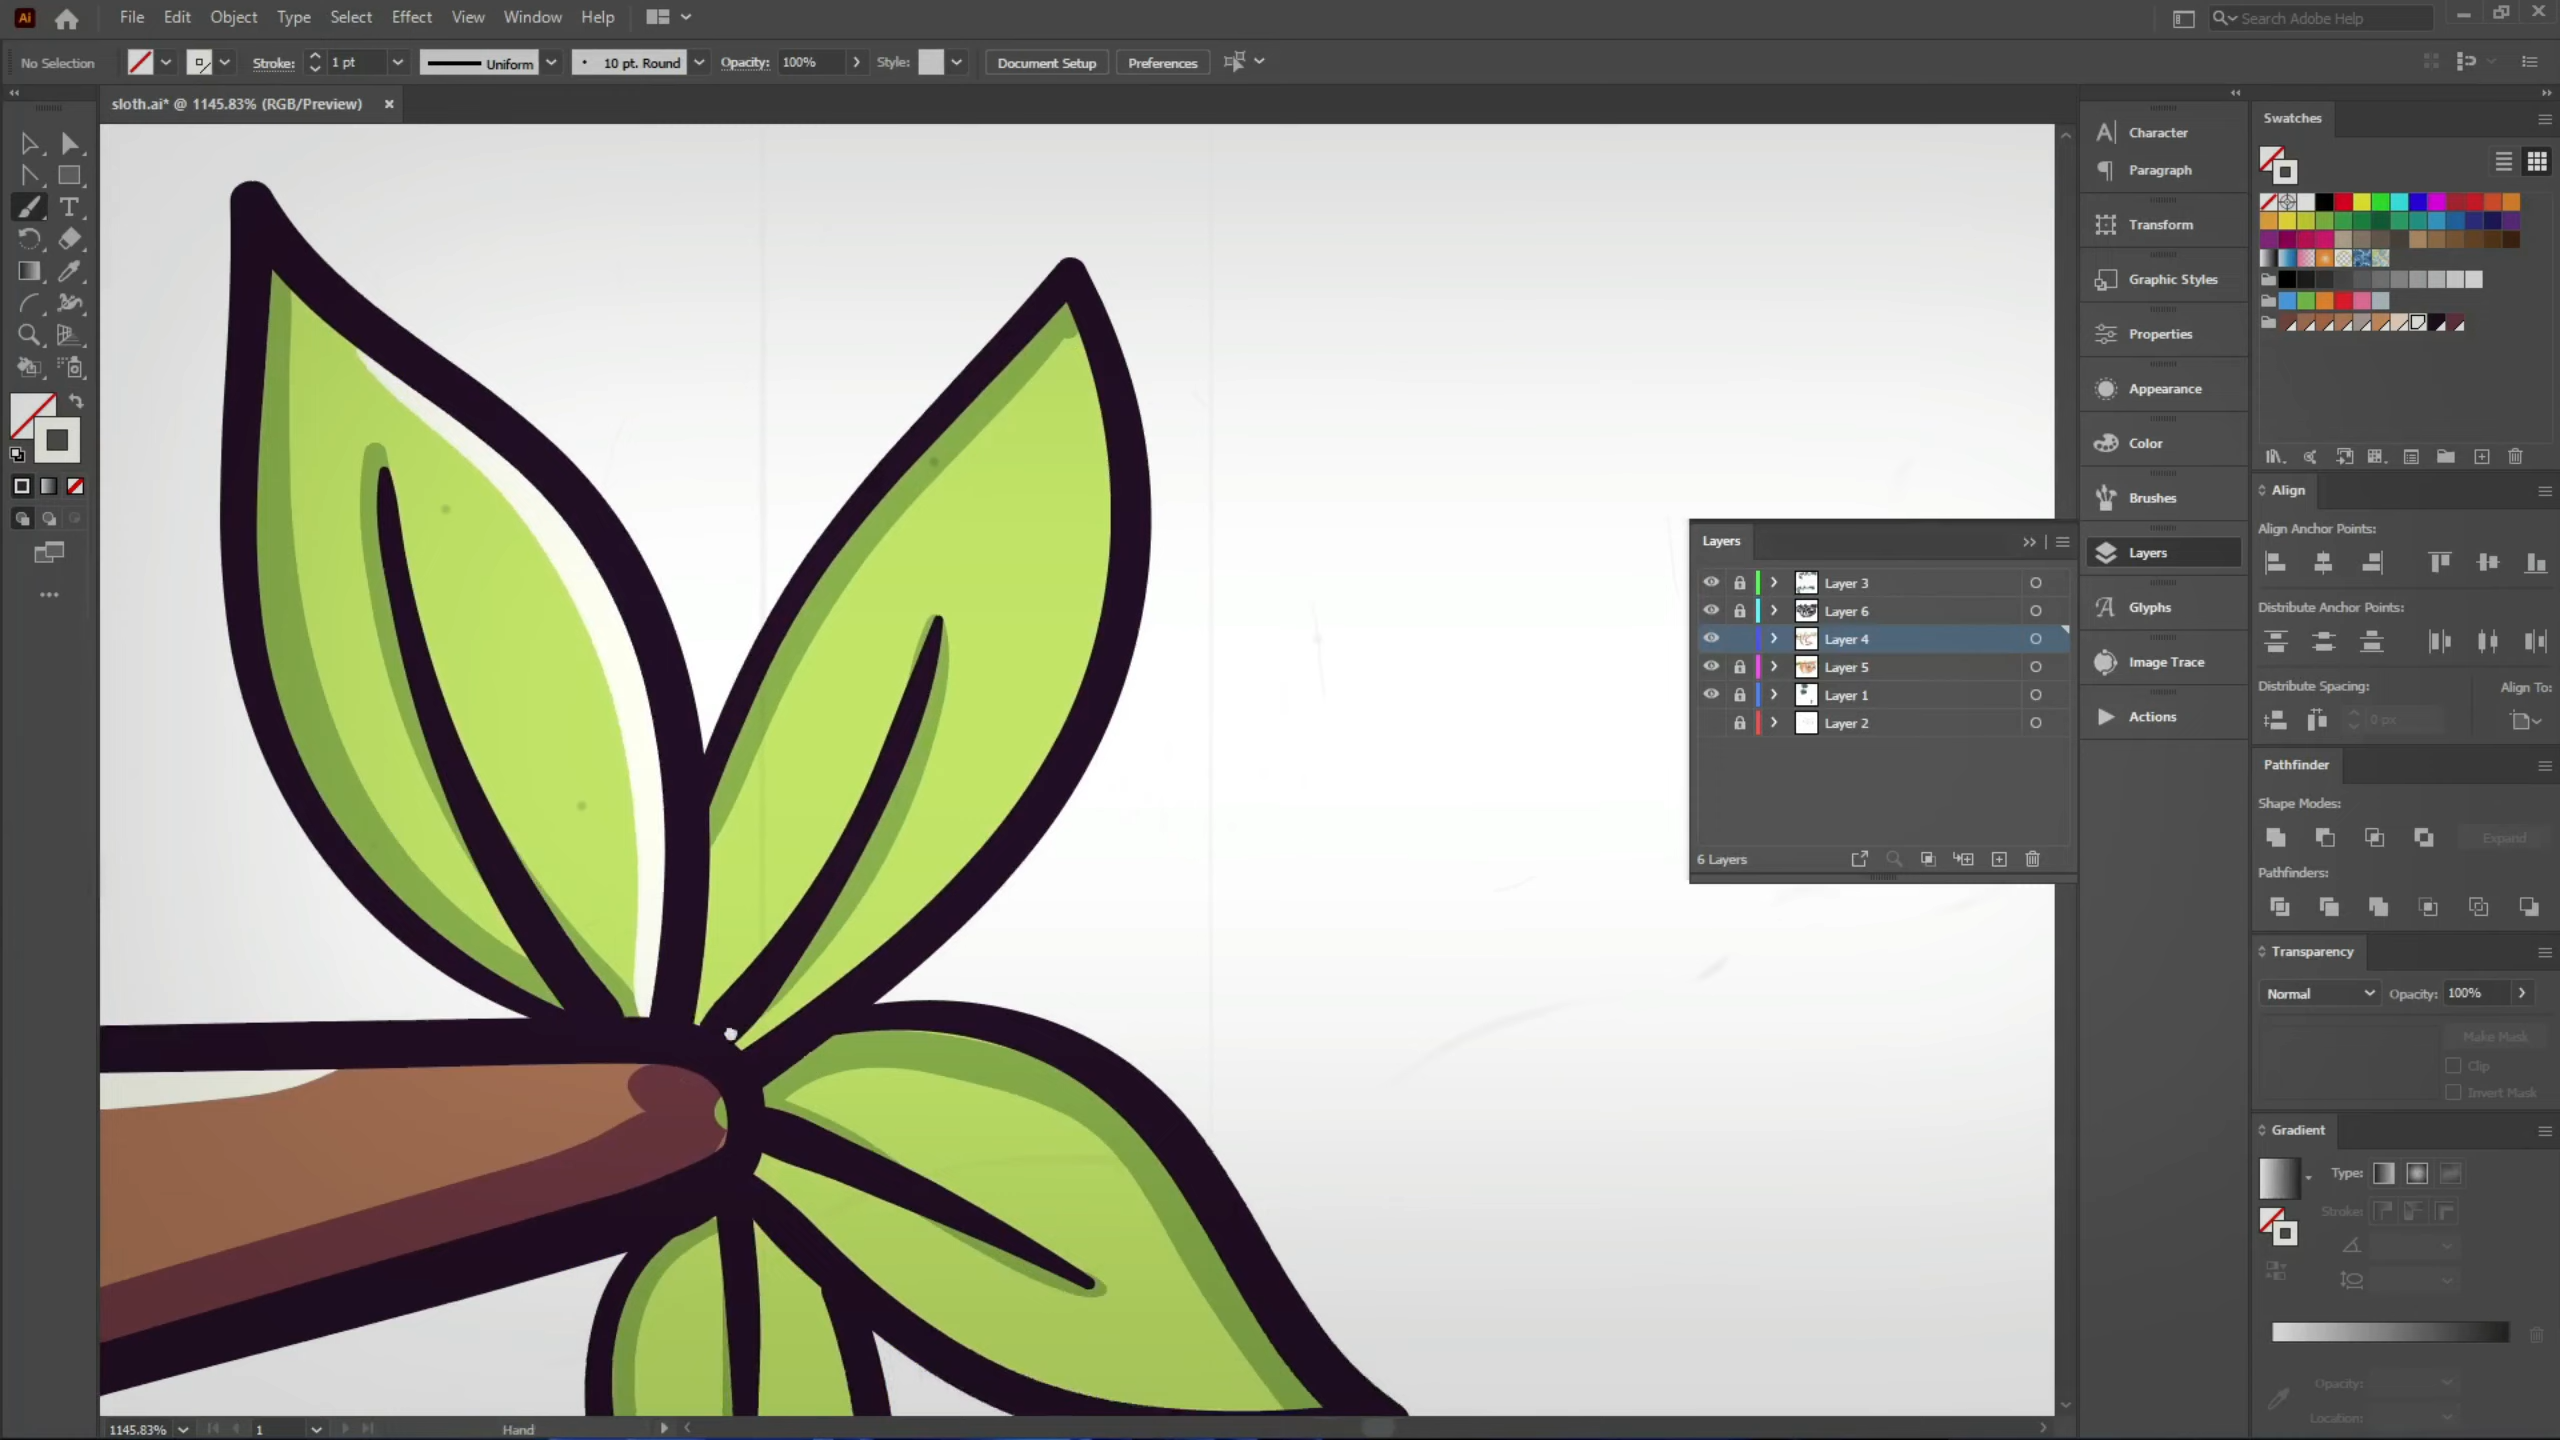 Ai File Edit Object Type Select Effect View Window Help Search Adobe Help
No Selection Stroke: 1 pt Uniform 10 pt. Round Opacity: 100% Style: Document Setup Preferences
sloth.ai* @ 1145.83% (RGB/Preview)
Character
Paragraph
Transform
Graphic Styles
Properties
Appearance
Color
Brushes
Layers
Glyphs
Image Trace
Actions
Layers
Layer 3
Layer 6
Layer 4
Layer 5
Layer 1
Layer 2
6 Layers
Swatches
Align
Align Anchor Points:
Distribute Anchor Points:
Distribute Spacing: Align To:
0 px
Pathfinder
Shape Modes:
Expand
Pathfinders:
Transparency
Normal Opacity: 100%
Make Mask
Clip
Invert Mask
Gradient
Type:
Stroke:
Opacity:
Location:
1145.83% 1 Hand